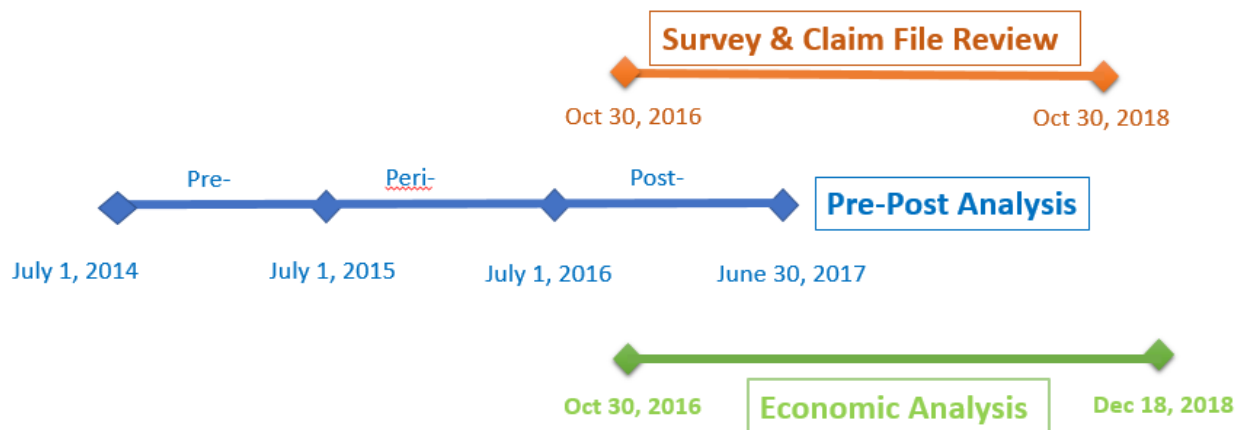 Survey & Claim File Review
Oct 30, 2016 Oct 30, 2018
Pre- Peri- Post-
Pre-Post Analysis
July 1, 2014 July 1, 2015 July 1, 2016 June 30, 2017
Oct 30, 2016 Economic Analysis Dec 18, 2018